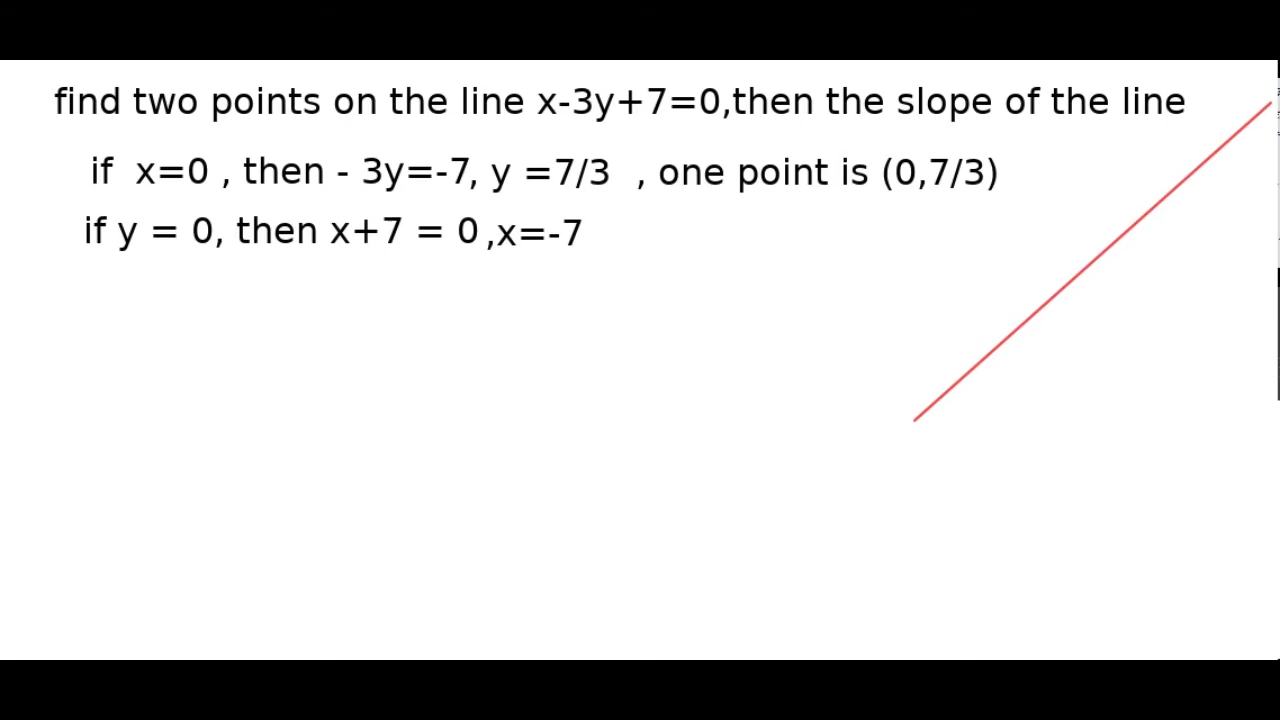 find two points on the line x-3y+7=0,then the slope of the line
if  x=0 , then - 3y=-7, y =7/3  , one point is (0,7/3)
if y = 0, then x+7 = 0 ,x=-7